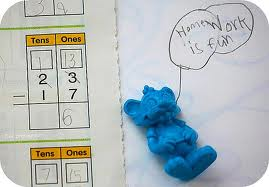 Tens Ones
1 13
2 3
- 1 7
6
Tens Ones
7 15
Homework
is
fun